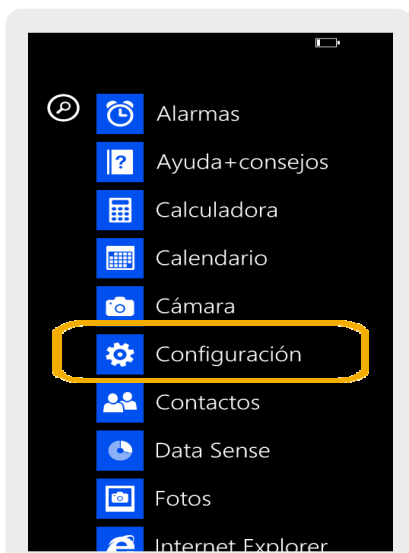 Alarmas
Ayuda+consejos
Calculadora
Calendario
Cámara
Configuración
Contactos
Data Sense
Fotos
Internet Explorer